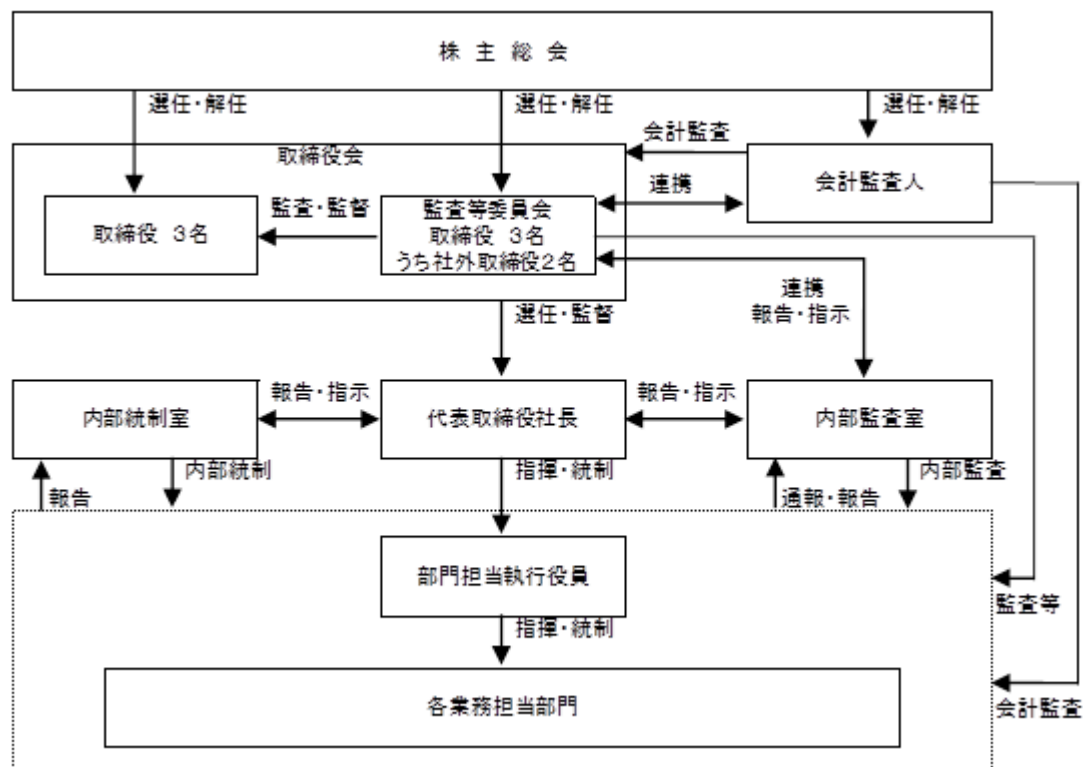 株 主 総 会
選任・解任
選任・解任
選任・解任
会計監査
取締役会
会計監査人
連携
監査・監督
監査等委員会
取締役 3名
取締役 3名
うち社外取締役2名
連携
選任・監督
報告・指示
報告・指示
報告・指示
内部統制室
代表取締役社長
内部監査室
内部統制
指揮・統制
内部監査
報告
通報・報告
部門担当執行役員
監査等
指揮・統制
各業務担当部門
会計監査